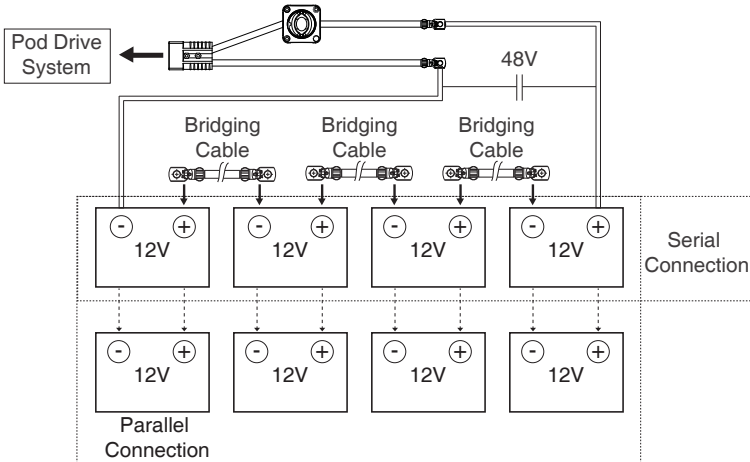 Pod Drive
System
48V
Bridging
Cable
Bridging
Cable
Bridging
Cable
- +
12V
- +
12V
- +
12V
- +
12V
Serial
Connection
- +
12V
- +
12V
- +
12V
- +
12V
Parallel
Connection